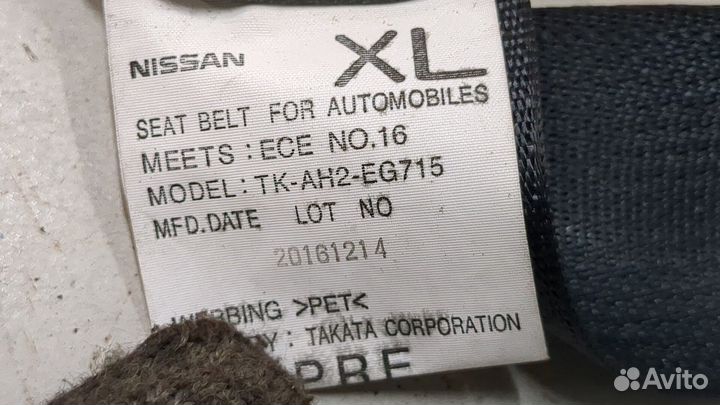 NISSAN XL
SEAT BELT FOR AUTOMOBILES
MEETS : ECE NO.16
MODEL: TK-AH2-EG715
MFD.DATE LOT NO
20161214
>PET<
: TAKATA CORPORATION
Avito